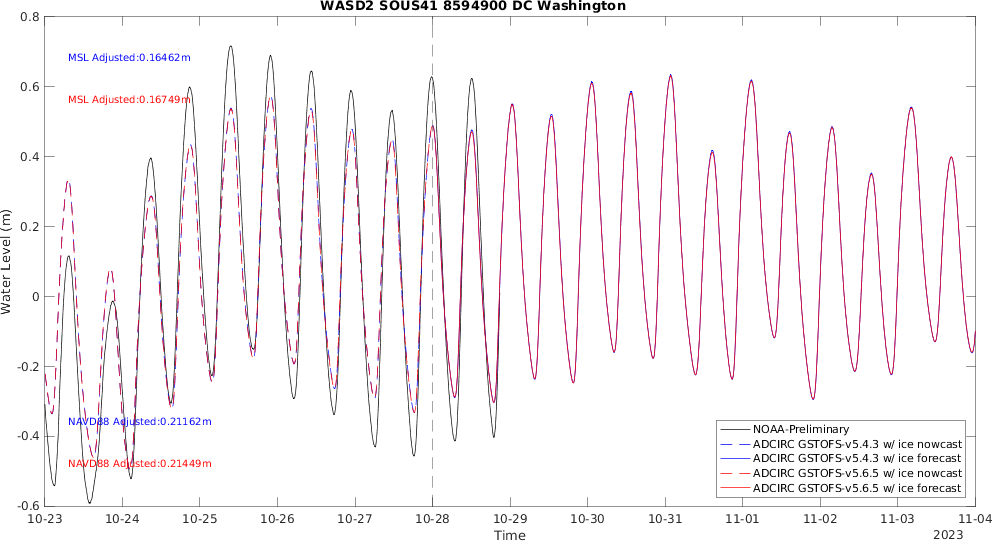 WASD2 SOUS41 8594900 DC Washington
0.8
0.6
0.4
0.2
0
-0.2
-0.4
-0.6
Water Level (m)
MSL Adjusted:0.16462m
MSL Adjusted:0.16749m
NAVD88 Adjusted:0.21162m
NAVD88 Adjusted:0.21449m
NOAA-Preliminary
ADCIRC GSTOFS-v5.4.3 w/ ice nowcast
ADCIRC GSTOFS-v5.4.3 w/ ice forecast
ADCIRC GSTOFS-v5.6.5 w/ ice nowcast
ADCIRC GSTOFS-v5.6.5 w/ ice forecast
10-23 10-24 10-25 10-26 10-27 10-28 10-29 10-30 10-31 11-01 11-02 11-03 11-04
Time 2023